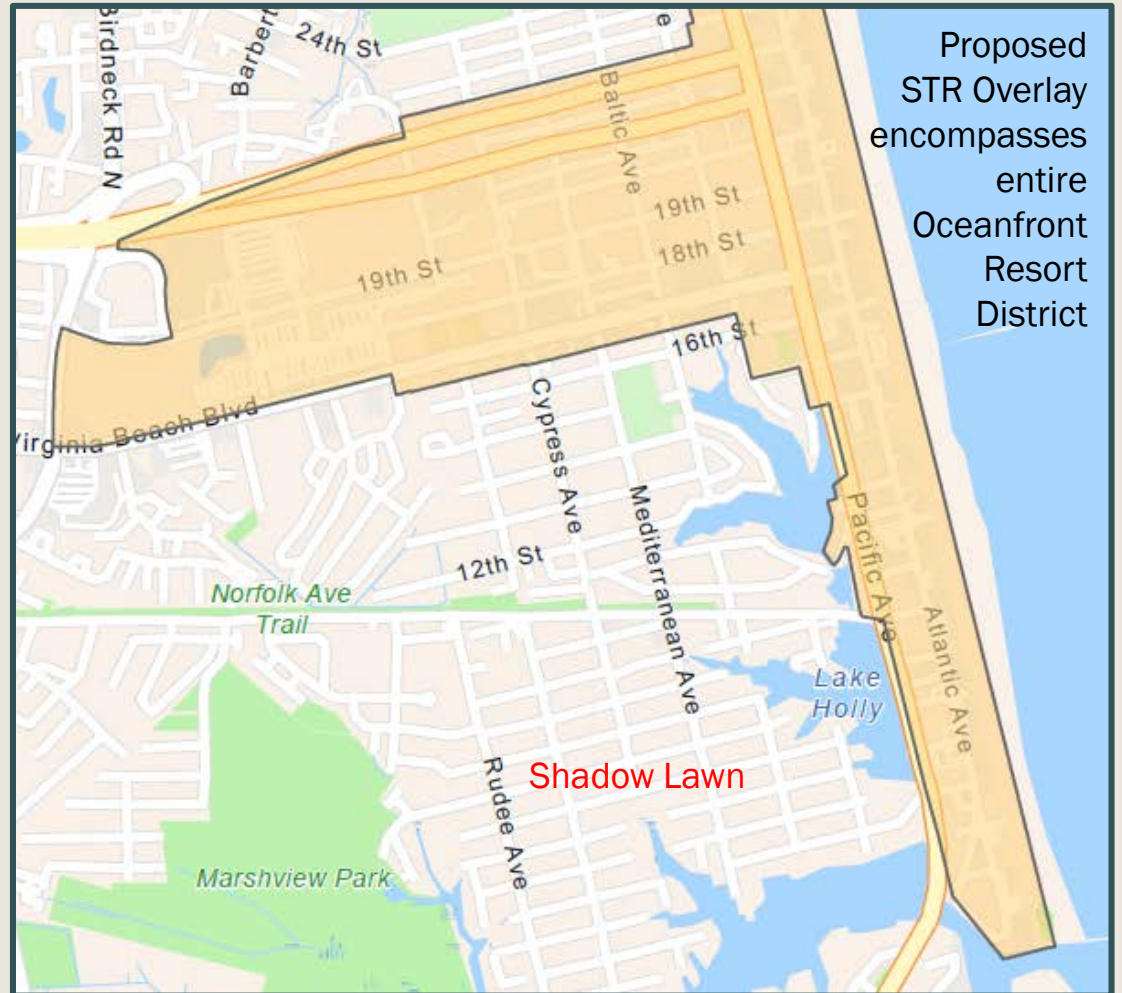 Proposed
STR Overlay
encompasses
entire
Oceanfront
Resort
District
Birdneck Rd N
Barbert
24th St
e
Baltic Ave
19th St
18th St
19th St
16th St
Virginia Beach Blvd
Cypress Ave
Mediterranean Ave
Pacific Ave
12th St
Norfolk Ave
Trail
Atlantic Ave
Lake
Holly
Shadow Lawn
Rudee Ave
Marshview Park